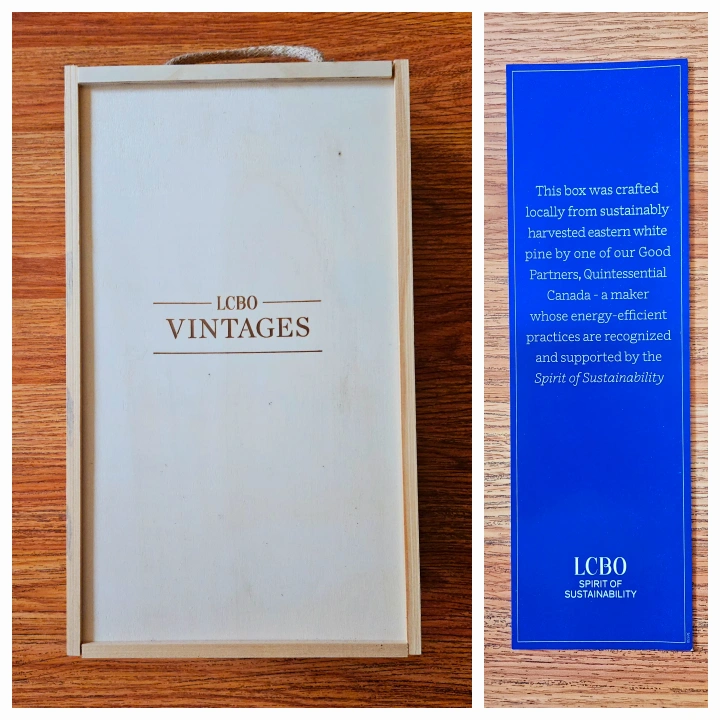 LCBO
VINTAGES
This box was crafted
locally from sustainably
harvested eastern white
pine by one of our Good
Partners, Quintessential
Canada - a maker
whose energy-efficient
practices are recognized
and supported by the
Spirit of Sustainability
LCBO
SPIRIT OF
SUSTAINABILITY